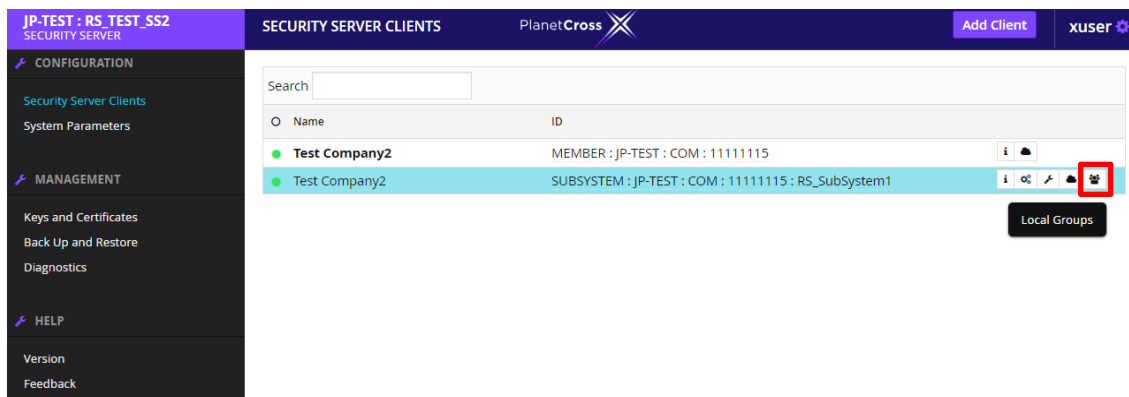 JP-TEST : RS_TEST_SS2
SECURITY SERVER
SECURITY SERVER CLIENTS
PlanetCross
Add Client
xuser
CONFIGURATION
Security Server Clients
System Parameters
MANAGEMENT
Keys and Certificates
Back Up and Restore
Diagnostics
HELP
Version
Feedback
Search
Name ID
Test Company2 MEMBER : JP-TEST : COM : 11111115
Test Company2 SUBSYSTEM : JP-TEST : COM : 11111115 : RS_SubSystem1
Local Groups